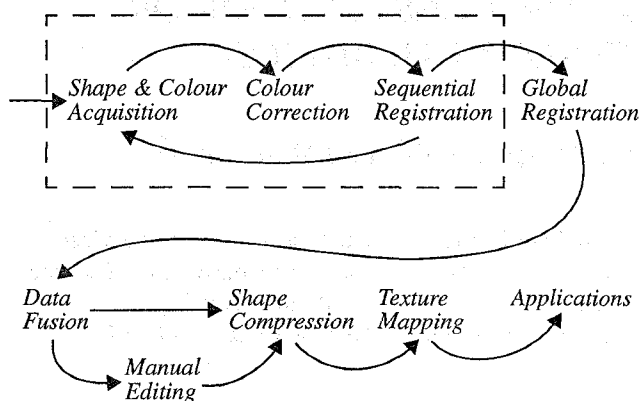 Shape & Colour
Acquisition
Colour
Correction
Sequential
Registration
Global
Registration
Data
Fusion
Shape
Compression
Texture
Mapping
Applications
Manual
Editing